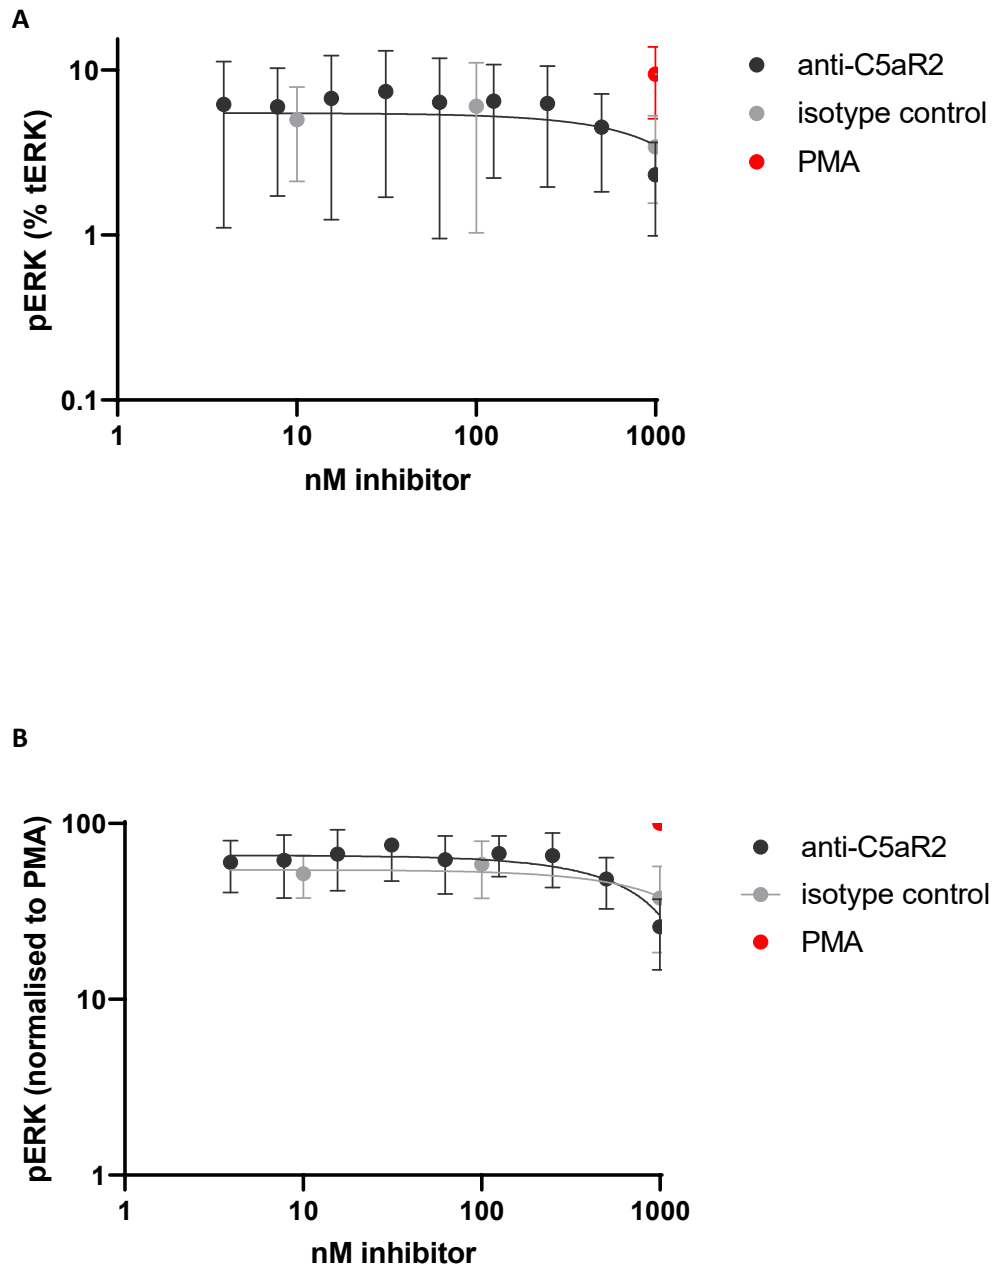 A
pERK (% tERK)
10
1
0.1
1 10 100 1000
nM inhibitor
anti-C5aR2
isotype control
PMA
B
pERK (normalised to PMA)
100
10
1
1 10 100 1000
nM inhibitor
anti-C5aR2
isotype control
PMA